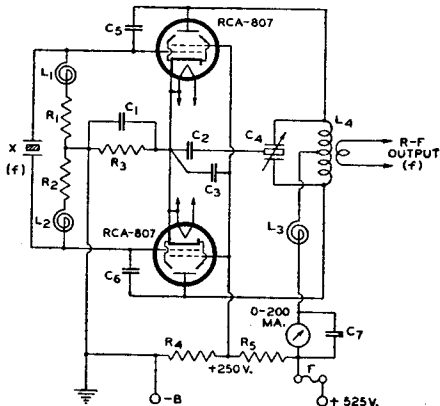 RCA-807
C5
L1
R1
C1
C2
C4
L4
X
(f)
R3
R-F
OUTPUT
(f)
R2
C3
L2
L3
RCA-807
C6
0-200
MA.
C7
R4
R5
+250 V.
F
-B
+ 525 V.